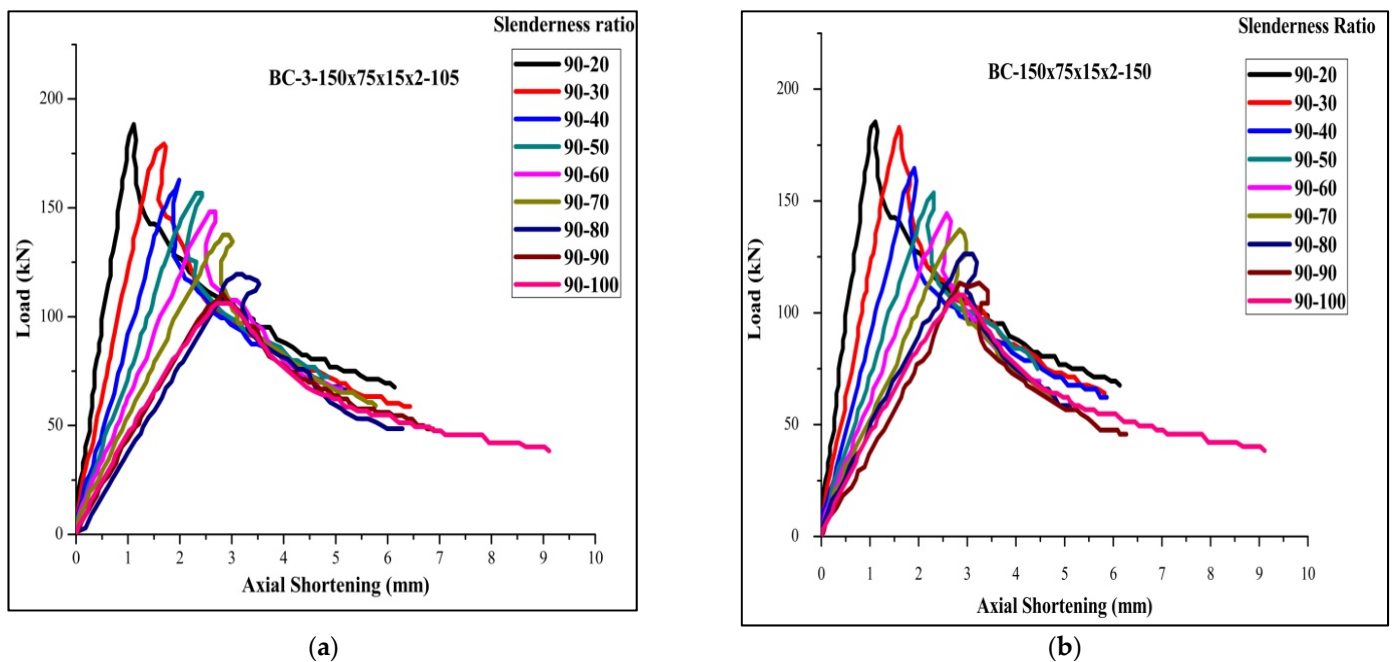 Slenderness ratio
BC-3-150x75x15x2-105
90-20
90-30
90-40
90-50
90-60
90-70
90-80
90-90
90-100
Load (kN)
200
150
100
50
0
0 1 2 3 4 5 6 7 8 9 10
Axial Shortening (mm)
(a)
Slenderness Ratio
BC-150x75x15x2-150
90-20
90-30
90-40
90-50
90-60
90-70
90-80
90-90
90-100
Load (kN)
200
150
100
50
0
0 1 2 3 4 5 6 7 8 9 10
Axial Shortening (mm)
(b)